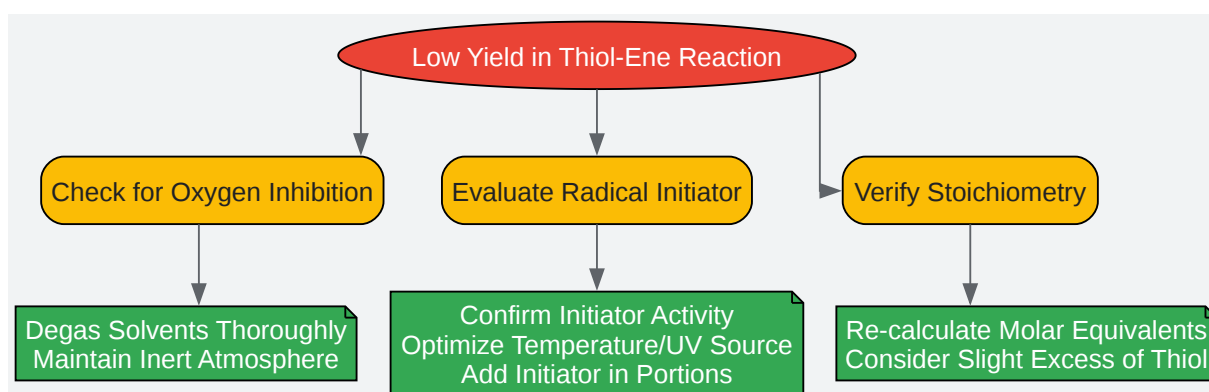 Low Yield in Thiol-Ene Reaction
Check for Oxygen Inhibition
Evaluate Radical Initiator
Verify Stoichiometry
Degas Solvents Thoroughly
Maintain Inert Atmosphere
Confirm Initiator Activity
Optimize Temperature/UV Source
Add Initiator in Portions
Re-calculate Molar Equivalents
Consider Slight Excess of Thiol